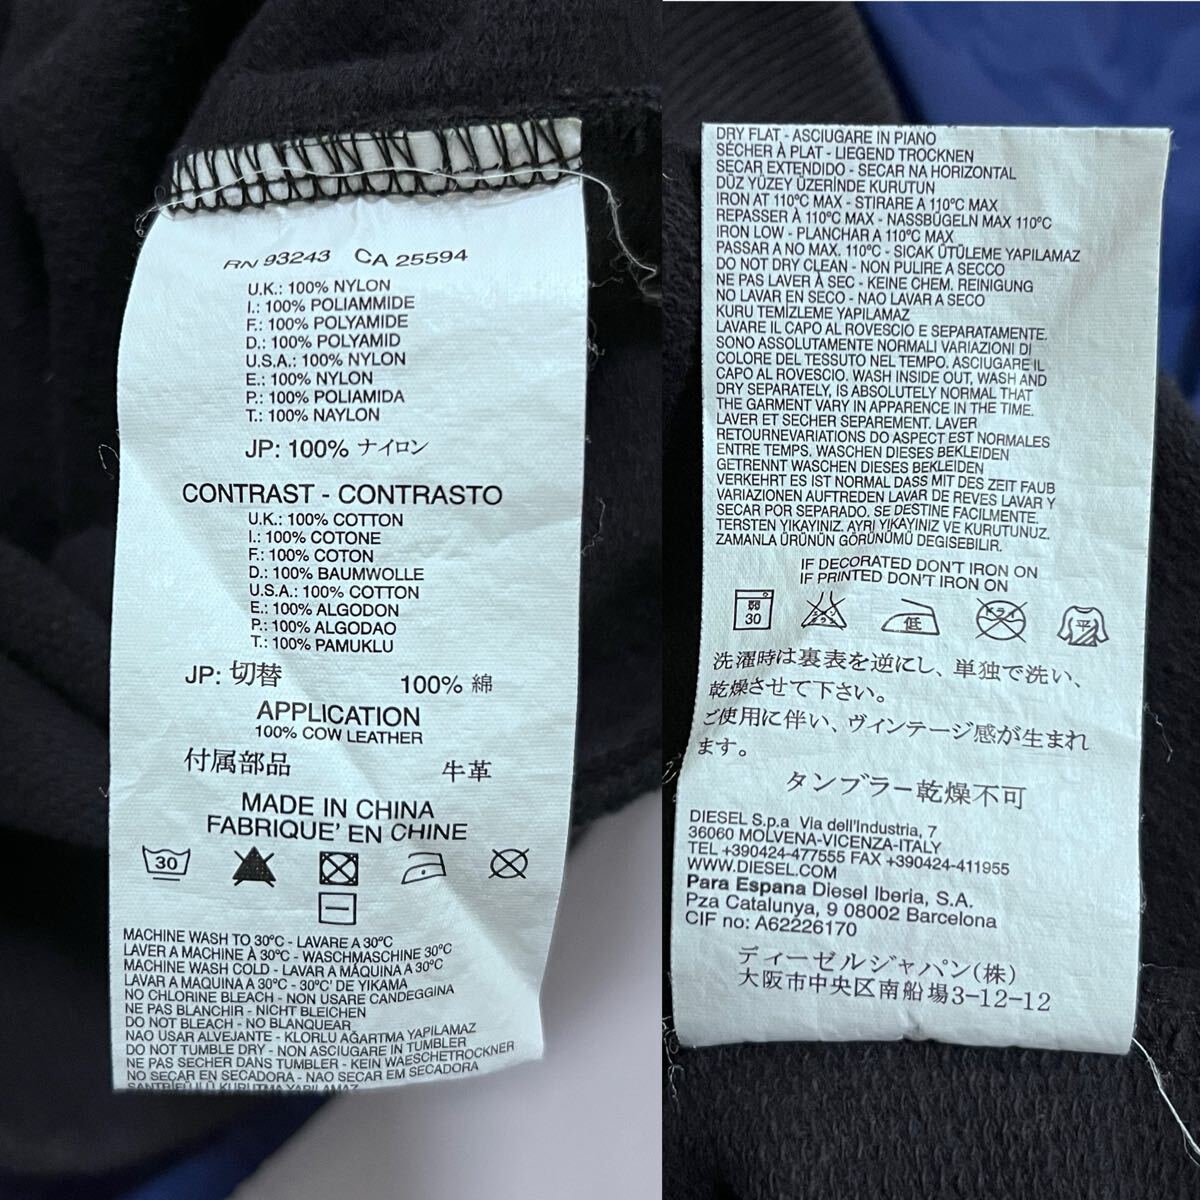 RN 93243 CA 25594
U.K.: 100% NYLON
I.: 100% POLIAMMIDE
F.: 100% POLYAMIDE
D.: 100% POLYAMID
U.S.A.: 100% NYLON
E.: 100% NYLON
P.: 100% POLIAMIDA
T.: 100% NAYLON
JP: 100% ナイロン
CONTRAST - CONTRASTO
U.K.: 100% COTTON
I.: 100% COTONE
F.: 100% COTON
D.: 100% BAUMWOLLE
U.S.A.: 100% COTTON
E.: 100% ALGODON
P.: 100% ALGODAO
T.: 100% PAMUKLU
JP: 切替 100% 綿
APPLICATION
100% COW LEATHER
付属部品 牛革
MADE IN CHINA
FABRIQUE' EN CHINE
30
MACHINE WASH TO 30°C - LAVARE A 30°C
LAVER A MACHINE À 30°C - WASCHMASCHINE 30°C
MACHINE WASH COLD - LAVAR A MÁQUINA A 30°C
LAVAR A MAQUINA A 30°C - 30°C' DE YIKAMA
NO CHLORINE BLEACH - NON USARE CANDEGGINA
NE PAS BLANCHIR - NICHT BLEICHEN
DO NOT BLEACH - NO BLANQUEAR
NAO USAR ALVEJANTE - KLORLU AĞARTMA YAPILAMAZ
DO NOT TUMBLE DRY - NON ASCIUGARE IN TUMBLER
NE PAS SECHER DANS TUMBLER - KEIN WAESCHETROCKNER
NO SECAR EN SECADORA - NAO SECAR EM SECADORA
SANTRİFÜJLÜ KURUTMA YAPILAMAZ
DRY FLAT - ASCIUGARE IN PIANO
SÉCHER À PLAT - LIEGEND TROCKNEN
SECAR EXTENDIDO - SECAR NA HORIZONTAL
DÜZ YÜZEY ÜZERİNDE KURUTUN
IRON AT 110°C MAX - STIRARE A 110°C MAX
REPASSER À 110°C MAX - NASSBÜGELN MAX 110°C
IRON LOW - PLANCHAR A 110°C MAX
PASSAR A NO MAX. 110°C - SICAK ÜTÜLEME YAPILAMAZ
DO NOT DRY CLEAN - NON PULIRE A SECCO
NE PAS LAVER À SEC - KEINE CHEM. REINIGUNG
NO LAVAR EN SECO - NAO LAVAR A SECO
KURU TEMİZLEME YAPILAMAZ
LAVARE IL CAPO AL ROVESCIO E SEPARATAMENTE.
SONO ASSOLUTAMENTE NORMALI VARIAZIONI DI
COLORE DEL TESSUTO NEL TEMPO. ASCIUGARE IL
CAPO AL ROVESCIO. WASH INSIDE OUT, WASH AND
DRY SEPARATELY, IS ABSOLUTELY NORMAL THAT
THE GARMENT VARY IN APPARENCE IN THE TIME.
LAVER ET SECHER SEPAREMENT. LAVER
RETOURNEVARIATIONS DO ASPECT EST NORMALES
ENTRE TEMPS. WASCHEN DIESES BEKLEIDEN
GETRENNT WASCHEN DIESES BEKLEIDEN
VERKEHRT ES IST NORMAL DASS MIT DES ZEIT FAUB
VARIAZIONEN AUFTREDEN LAVAR DE REVES LAVAR Y
SECAR POR SEPARADO. SE DESTINE FACILMENTE.
TERSTEN YIKAYINIZ. AYRI YIKAYINIZ VE KURUTUNUZ.
ZAMANLA ÜRÜNÜN GÖRÜNÜMÜ DEGISEBILIR.
IF DECORATED DON'T IRON ON
IF PRINTED DON'T IRON ON
弱 30 低 ドライ 平
洗濯時は裏表を逆にし、単独で洗い、
乾燥させて下さい。
ご使用に伴い、ヴィンテージ感が生まれ
ます。
タンブラー乾燥不可
DIESEL S.p.a Via dell'Industria, 7
36060 MOLVENA-VICENZA-ITALY
TEL +390424-477555 FAX +390424-411955
WWW.DIESEL.COM
Para Espana Diesel Iberia, S.A.
Pza Catalunya, 9 08002 Barcelona
CIF no: A62226170
ディーゼルジャパン(株)
大阪市中央区南船場3-12-12